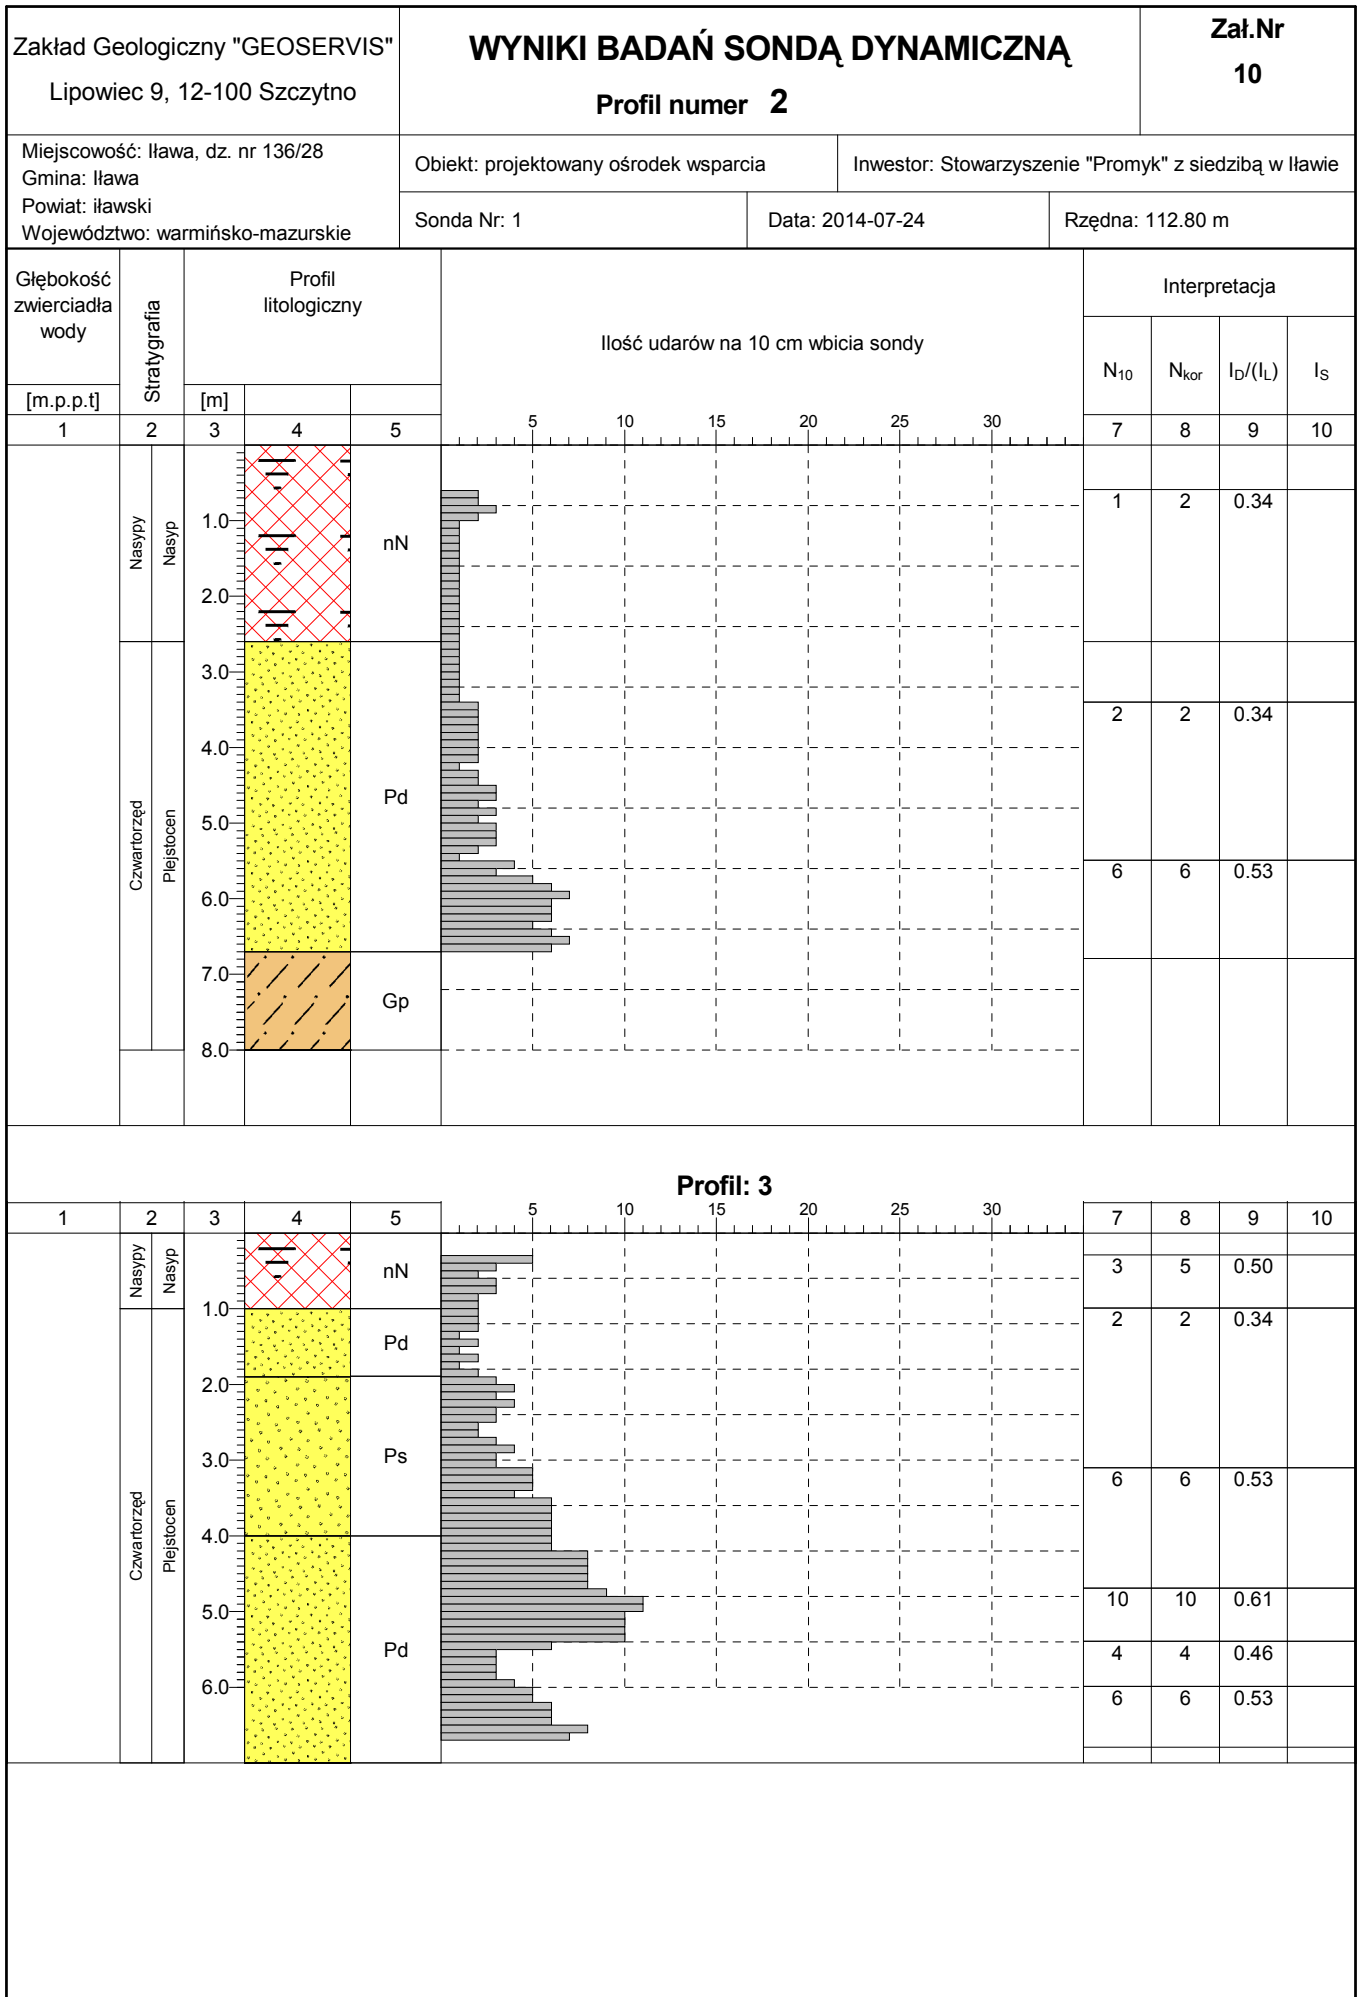 Zakład Geologiczny "GEOSERVIS"
Lipowiec 9, 12-100 Szczytno
WYNIKI BADAŃ SONDĄ DYNAMICZNĄ
Profil numer 2
Zał.Nr
10
Miejscowość: Iława, dz. nr 136/28
Gmina: Iława
Powiat: iławski
Województwo: warmińsko-mazurskie
Obiekt: projektowany ośrodek wsparcia
Inwestor: Stowarzyszenie "Promyk" z siedzibą w Iławie
Sonda Nr: 1
Data: 2014-07-24
Rzędna: 112.80 m
Głębokość
zwierciadła
wody
[m.p.p.t]
Stratygrafia
Profil
litologiczny
[m]
Ilość udarów na 10 cm wbicia sondy
Interpretacja
N10 Nkor ID/(IL) IS
1 2 3 4 5
5 10 15 20 25 30
7 8 9 10
Nasypy
Nasyp
Czwartorzęd
Plejstocen
1.0
2.0
3.0
4.0
5.0
6.0
7.0
8.0
nN
Pd
Gp
1 2 0.34
2 2 0.34
6 6 0.53
Profil: 3
1 2 3 4 5
5 10 15 20 25 30
7 8 9 10
Nasypy
Nasyp
Czwartorzęd
Plejstocen
1.0
2.0
3.0
4.0
5.0
6.0
nN
Pd
Ps
Pd
3 5 0.50
2 2 0.34
6 6 0.53
10 10 0.61
4 4 0.46
6 6 0.53